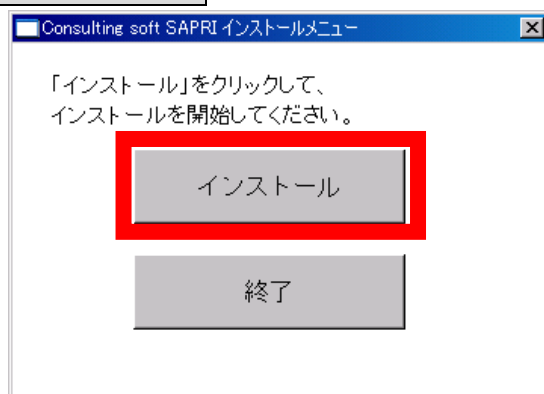 Consulting soft SAPRI インストールメニュー
「インストール」をクリックして、
インストールを開始してください。
インストール
終了